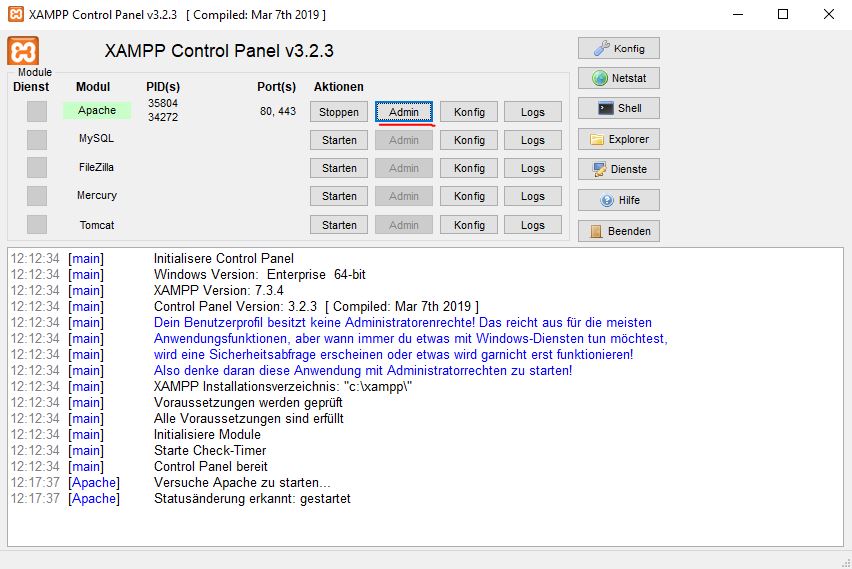 XAMPP Control Panel v3.2.3 [ Compiled: Mar 7th 2019 ]
XAMPP Control Panel v3.2.3
Konfig
Module
Dienst Modul PID(s) Port(s) Aktionen
Netstat
Apache 35804 34272 80, 443 Stoppen Admin Konfig Logs
Shell
MySQL Starten Admin Konfig Logs
Explorer
FileZilla Starten Admin Konfig Logs
Dienste
Mercury Starten Admin Konfig Logs
Hilfe
Tomcat Starten Admin Konfig Logs
Beenden
12:12:34 [main] Initialisere Control Panel
12:12:34 [main] Windows Version: Enterprise 64-bit
12:12:34 [main] XAMPP Version: 7.3.4
12:12:34 [main] Control Panel Version: 3.2.3 [ Compiled: Mar 7th 2019 ]
12:12:34 [main] Dein Benutzerprofil besitzt keine Administratorenrechte! Das reicht aus für die meisten
12:12:34 [main] Anwendungsfunktionen, aber wann immer du etwas mit Windows-Diensten tun möchtest,
12:12:34 [main] wird eine Sicherheitsabfrage erscheinen oder etwas wird garnicht erst funktionieren!
12:12:34 [main] Also denke daran diese Anwendung mit Administratorrechten zu starten!
12:12:34 [main] XAMPP Installationsverzeichnis: "c:\xampp\"
12:12:34 [main] Voraussetzungen werden geprüft
12:12:34 [main] Alle Voraussetzungen sind erfüllt
12:12:34 [main] Initialisiere Module
12:12:34 [main] Starte Check-Timer
12:12:34 [main] Control Panel bereit
12:17:37 [Apache] Versuche Apache zu starten...
12:17:37 [Apache] Statusänderung erkannt: gestartet